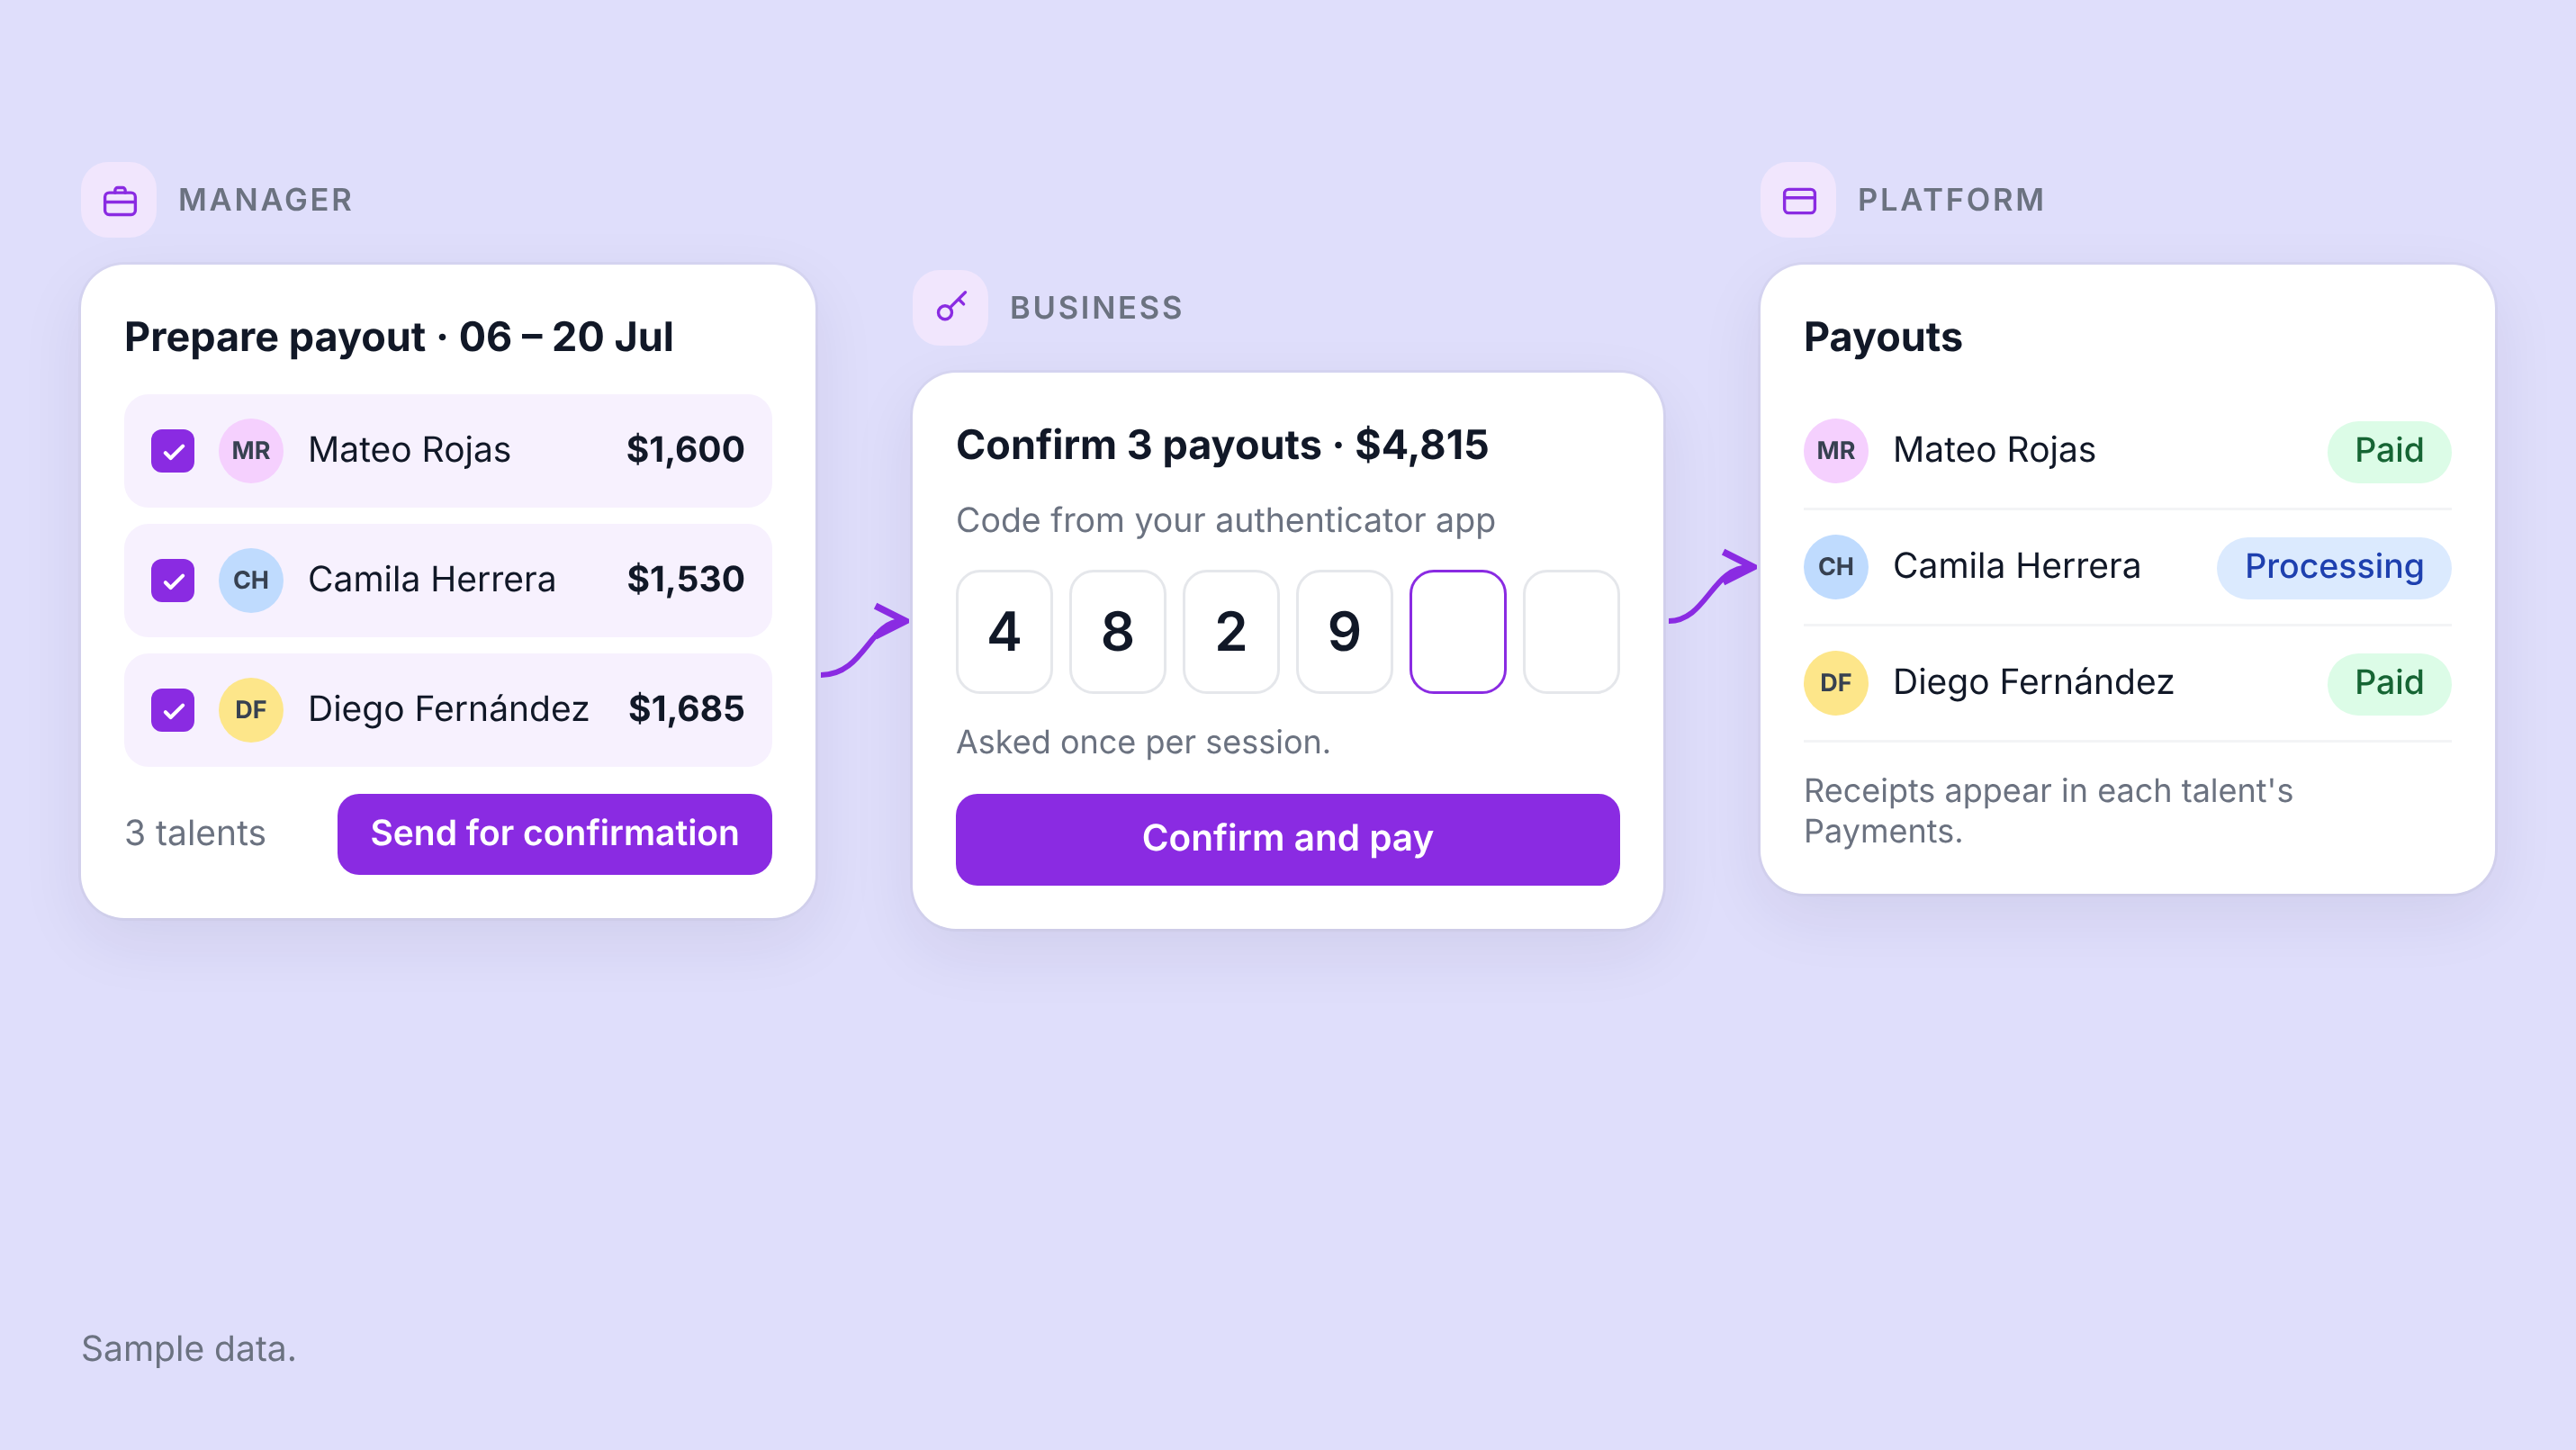 MANAGER
Prepare payout · 06 – 20 Jul
MR Mateo Rojas $1,600
CH Camila Herrera $1,530
DF Diego Fernández $1,685
3 talents Send for confirmation
BUSINESS
Confirm 3 payouts · $4,815
Code from your authenticator app
4 8 2 9
Asked once per session.
Confirm and pay
PLATFORM
Payouts
MR Mateo Rojas Paid
CH Camila Herrera Processing
DF Diego Fernández Paid
Receipts appear in each talent's
Payments.
Sample data.